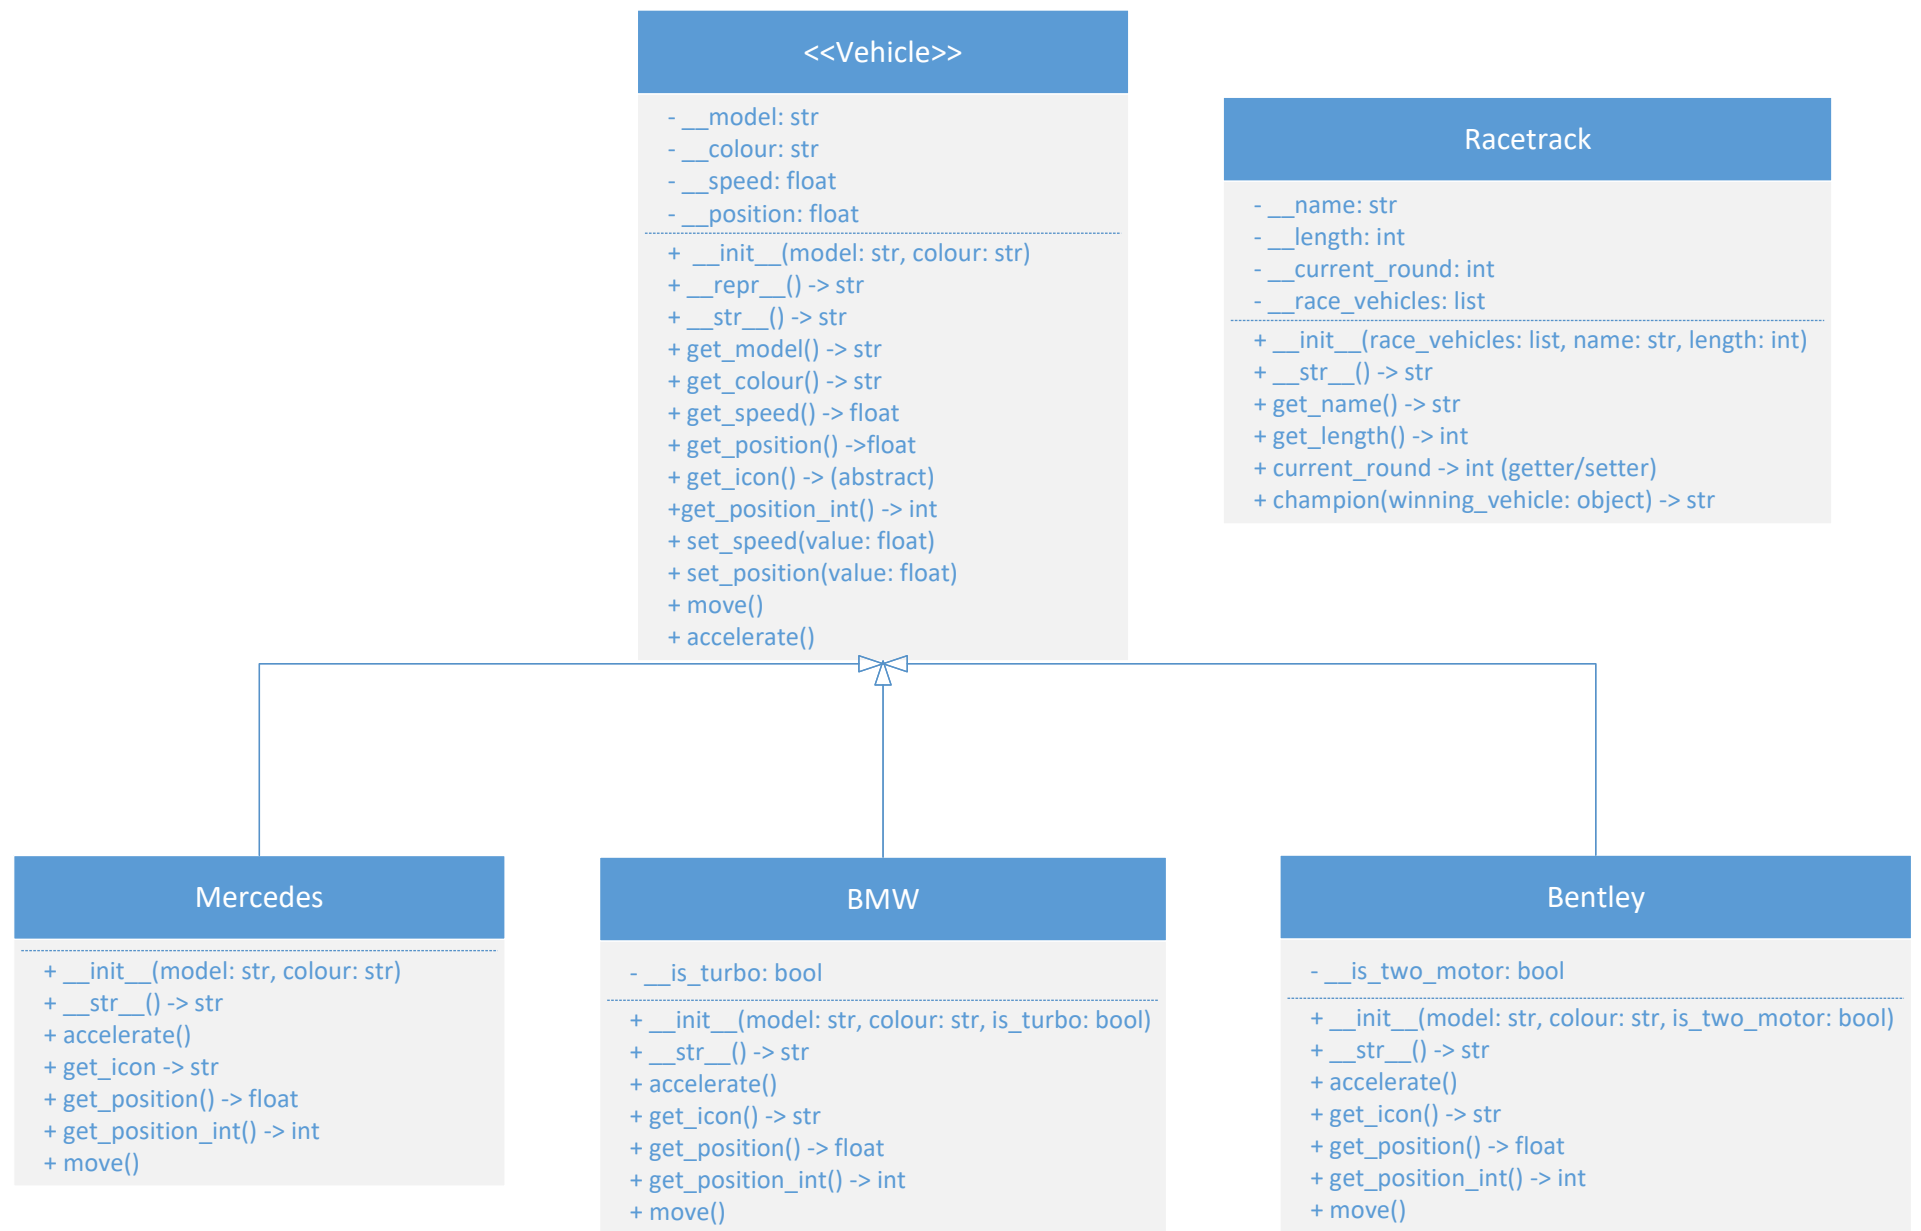 <<Vehicle>>
- __model: str
- __colour: str
- __speed: float
- __position: float
+ __init__(model: str, colour: str)
+ __repr__() -> str
+ __str__() -> str
+ get_model() -> str
+ get_colour() -> str
+ get_speed() -> float
+ get_position() ->float
+ get_icon() -> (abstract)
+get_position_int() -> int
+ set_speed(value: float)
+ set_position(value: float)
+ move()
+ accelerate()
Racetrack
- __name: str
- __length: int
- __current_round: int
- __race_vehicles: list
+ __init__(race_vehicles: list, name: str, length: int)
+ __str__() -> str
+ get_name() -> str
+ get_length() -> int
+ current_round -> int (getter/setter)
+ champion(winning_vehicle: object) -> str
Mercedes
+ __init__(model: str, colour: str)
+ __str__() -> str
+ accelerate()
+ get_icon -> str
+ get_position() -> float
+ get_position_int() -> int
+ move()
BMW
- __is_turbo: bool
+ __init__(model: str, colour: str, is_turbo: bool)
+ __str__() -> str
+ accelerate()
+ get_icon() -> str
+ get_position() -> float
+ get_position_int() -> int
+ move()
Bentley
- __is_two_motor: bool
+ __init__(model: str, colour: str, is_two_motor: bool)
+ __str__() -> str
+ accelerate()
+ get_icon() -> str
+ get_position() -> float
+ get_position_int() -> int
+ move()